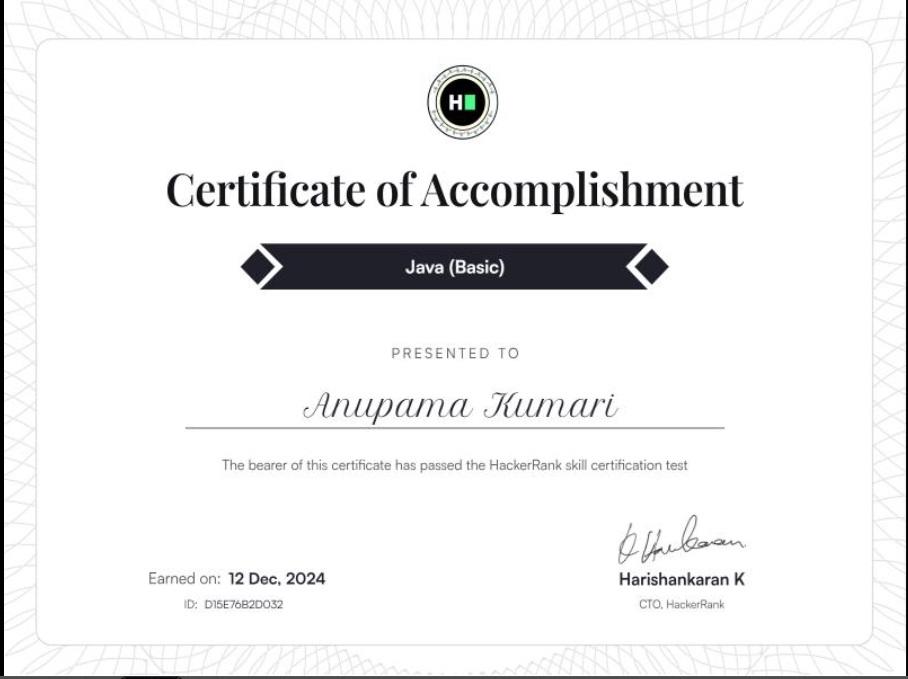 H
Certificate of Accomplishment
Java (Basic)
PRESENTED TO
Anupama Kumari
The bearer of this certificate has passed the HackerRank skill certification test
Earned on: 12 Dec, 2024
ID: D15E76B2D032
Harishankaran K
CTO, HackerRank